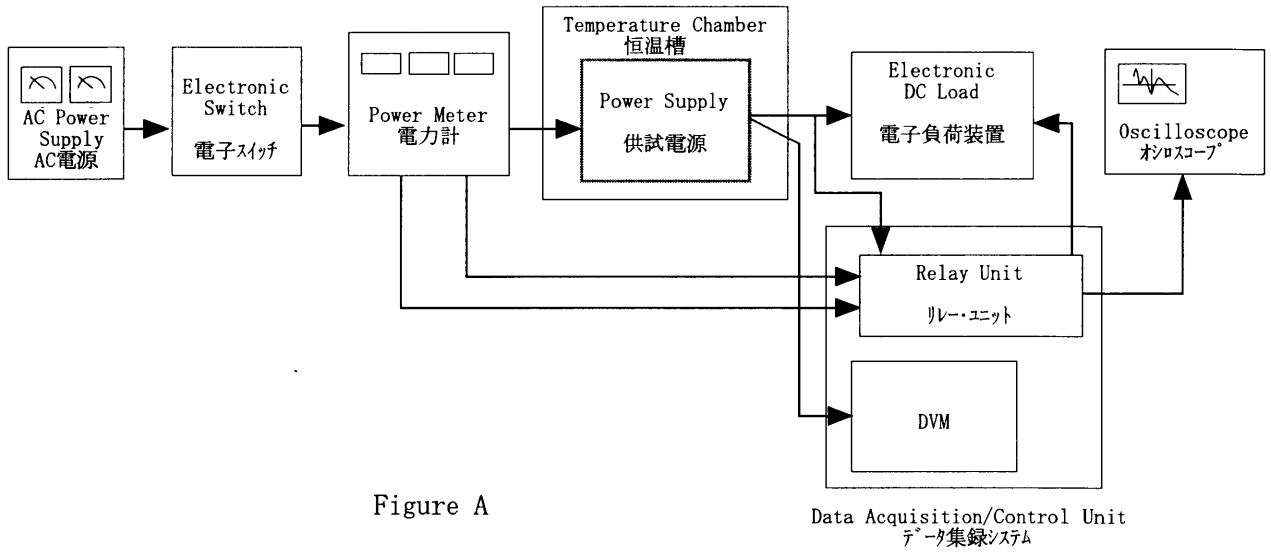 Temperature Chamber
恒温槽
AC Power
Supply
AC電源
Electronic
Switch
電子スイッチ
Power Meter
電力計
Power Supply
供試電源
Electronic
DC Load
電子負荷装置
Oscilloscope
オシロスコープ
Relay Unit
リレー・ユニット
DVM
Figure A
Data Acquisition/Control Unit
データ集録システム